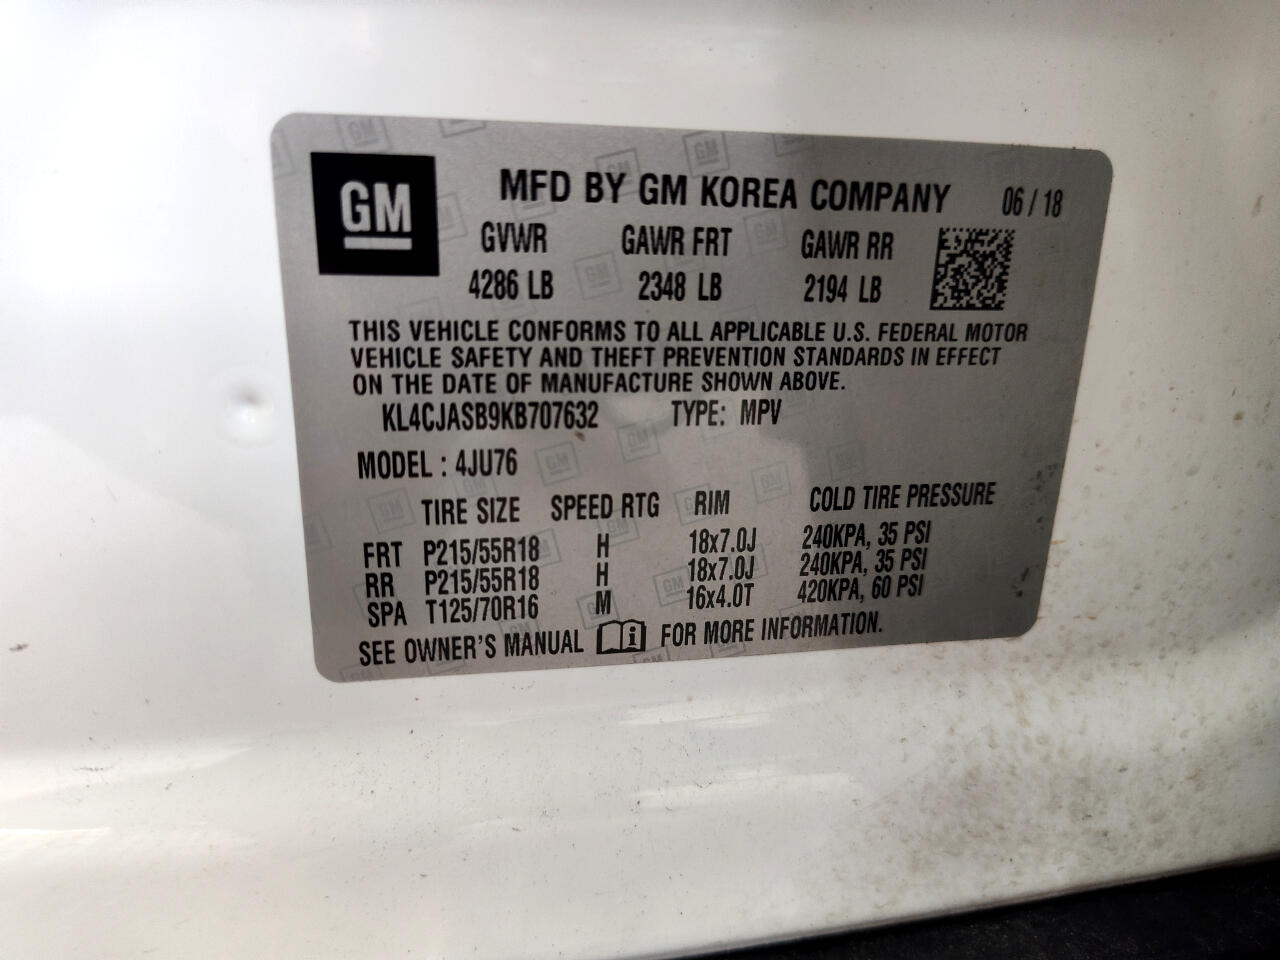 GM
MFD BY GM KOREA COMPANY 06 / 18
GVWR GAWR FRT GAWR RR
4286 LB 2348 LB 2194 LB
THIS VEHICLE CONFORMS TO ALL APPLICABLE U.S. FEDERAL MOTOR
VEHICLE SAFETY AND THEFT PREVENTION STANDARDS IN EFFECT
ON THE DATE OF MANUFACTURE SHOWN ABOVE.
KL4CJASB9KB707632 TYPE: MPV
MODEL : 4JU76
TIRE SIZE SPEED RTG RIM COLD TIRE PRESSURE
FRT P215/55R18 H 18x7.0J 240KPA, 35 PSI
RR P215/55R18 H 18x7.0J 240KPA, 35 PSI
SPA T125/70R16 M 16x4.0T 420KPA, 60 PSI
SEE OWNER'S MANUAL FOR MORE INFORMATION.